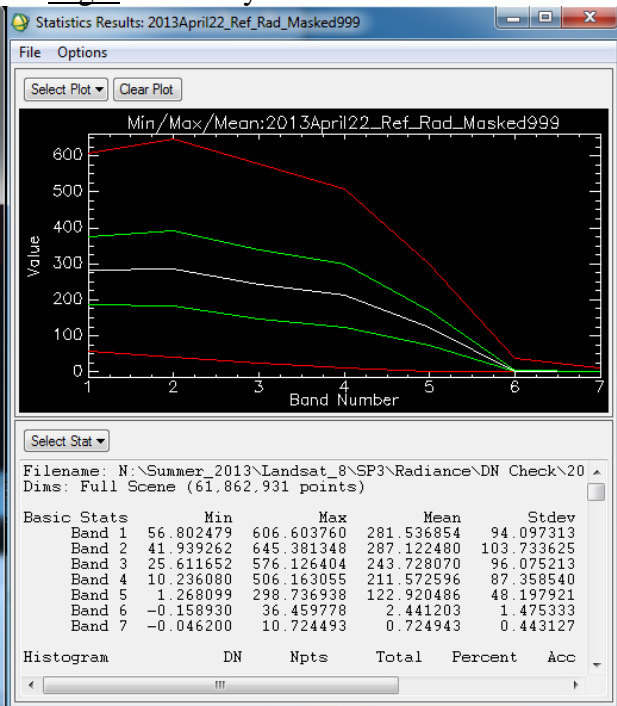 Statistics Results: 2013April22_Ref_Rad_Masked999
File Options
Select Plot Clear Plot
Min/Max/Mean:2013April22_Ref_Rad_Masked999
600
500
400
300
200
100
0
Value
1 2 3 4 5 6 7
Band Number
Select Stat
Filename: N:\Summer_2013\Landsat_8\SP3\Radiance\DN Check\20
Dims: Full Scene (61,862,931 points)
Basic Stats Min Max Mean Stdev
Band 1 56.802479 606.603760 281.536854 94.097313
Band 2 41.939262 645.381348 287.122480 103.733625
Band 3 25.611652 576.126404 243.728070 96.075213
Band 4 10.236080 506.163055 211.572596 87.358540
Band 5 1.268099 298.736938 122.920486 48.197921
Band 6 -0.158930 36.459778 2.441203 1.475333
Band 7 -0.046200 10.724493 0.724943 0.443127
Histogram DN Npts Total Percent Acc